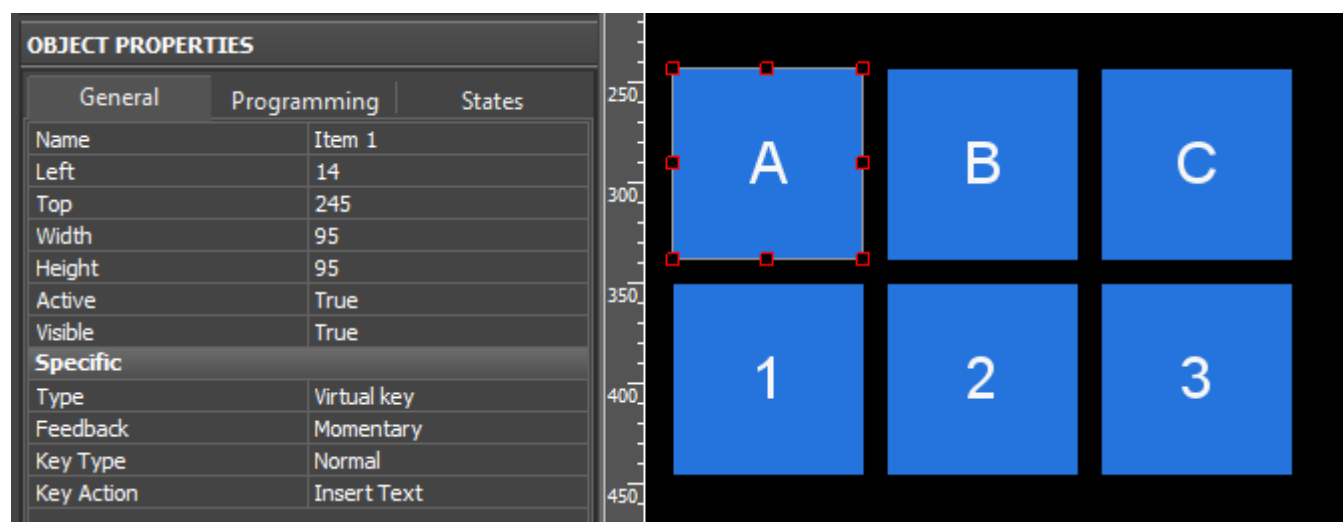 OBJECT PROPERTIES
General Programming States
Name Item 1
Left 14
Top 245
Width 95
Height 95
Active True
Visible True
Specific
Type Virtual key
Feedback Momentary
Key Type Normal
Key Action Insert Text
250
300
350
400
450
A B C
1 2 3